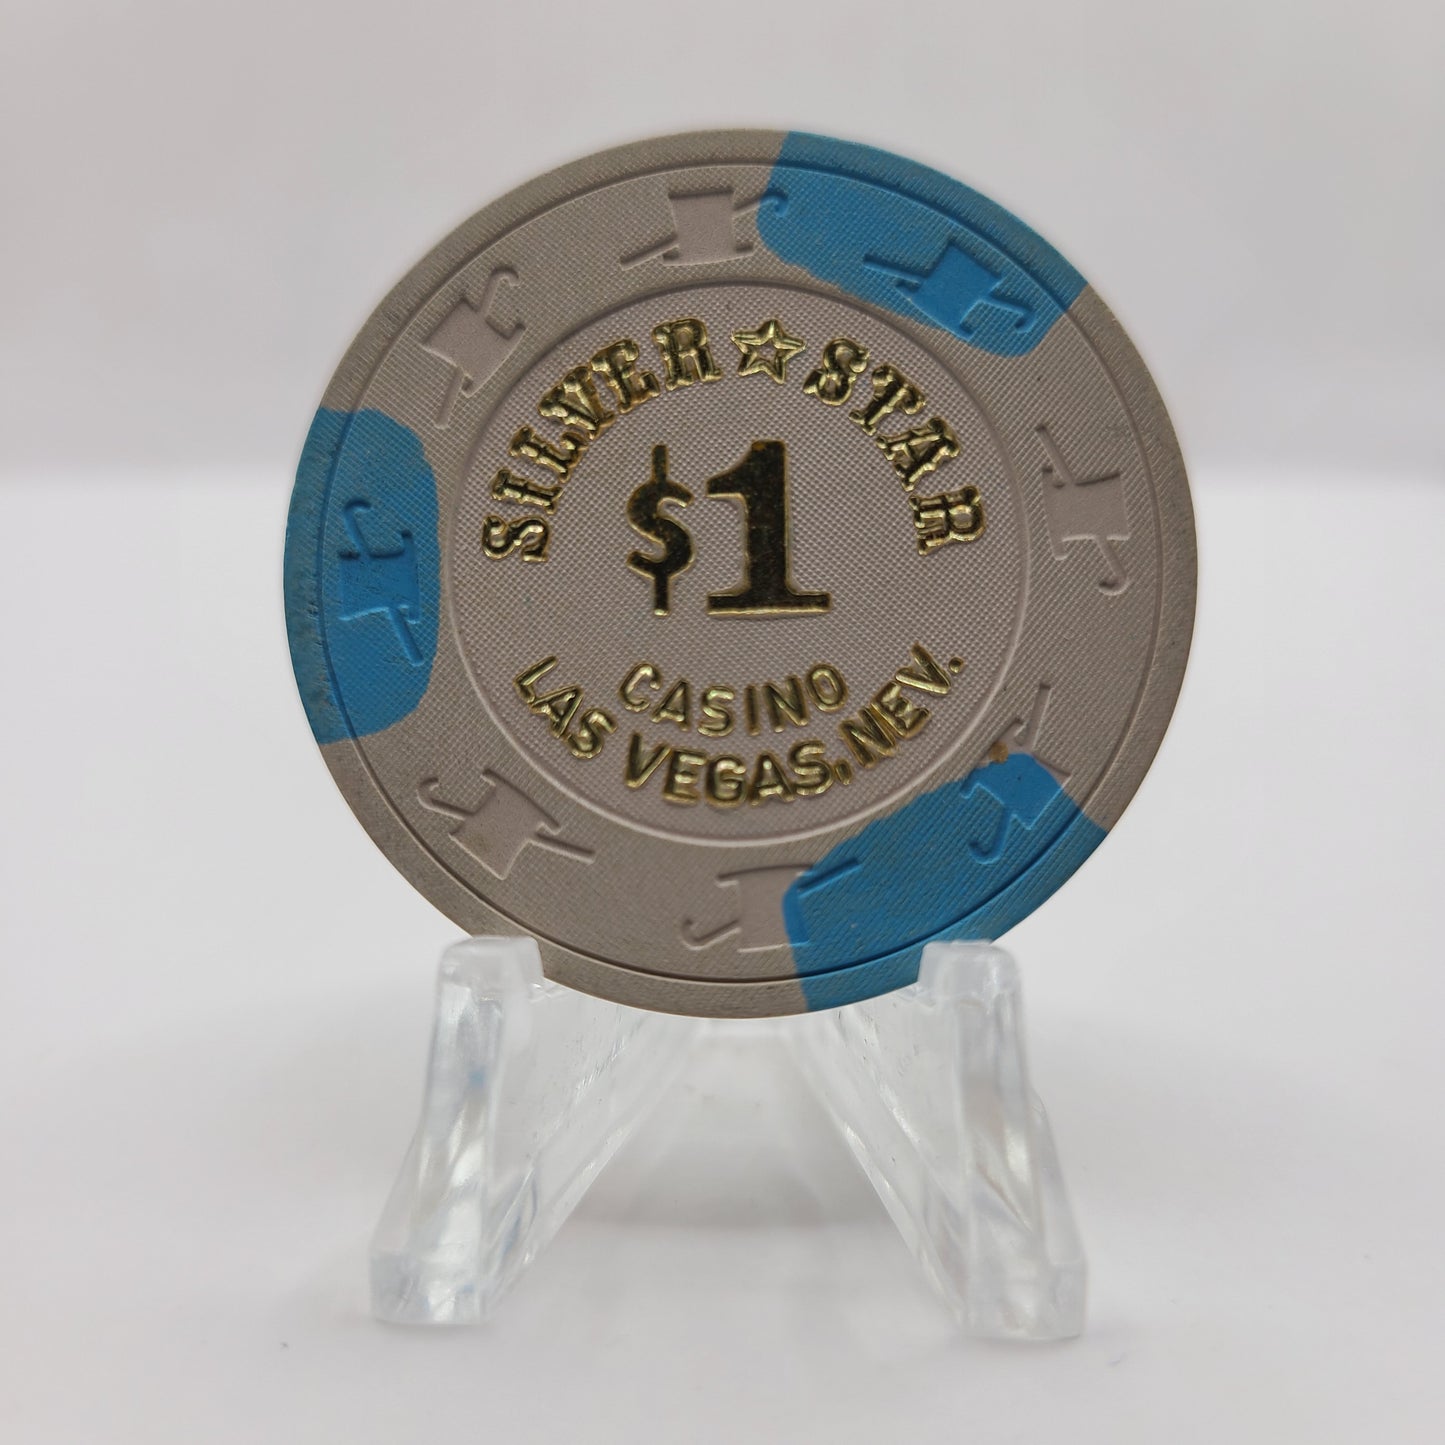 SILVER ☆ STAR
$1
CASINO
LAS VEGAS, NEV.